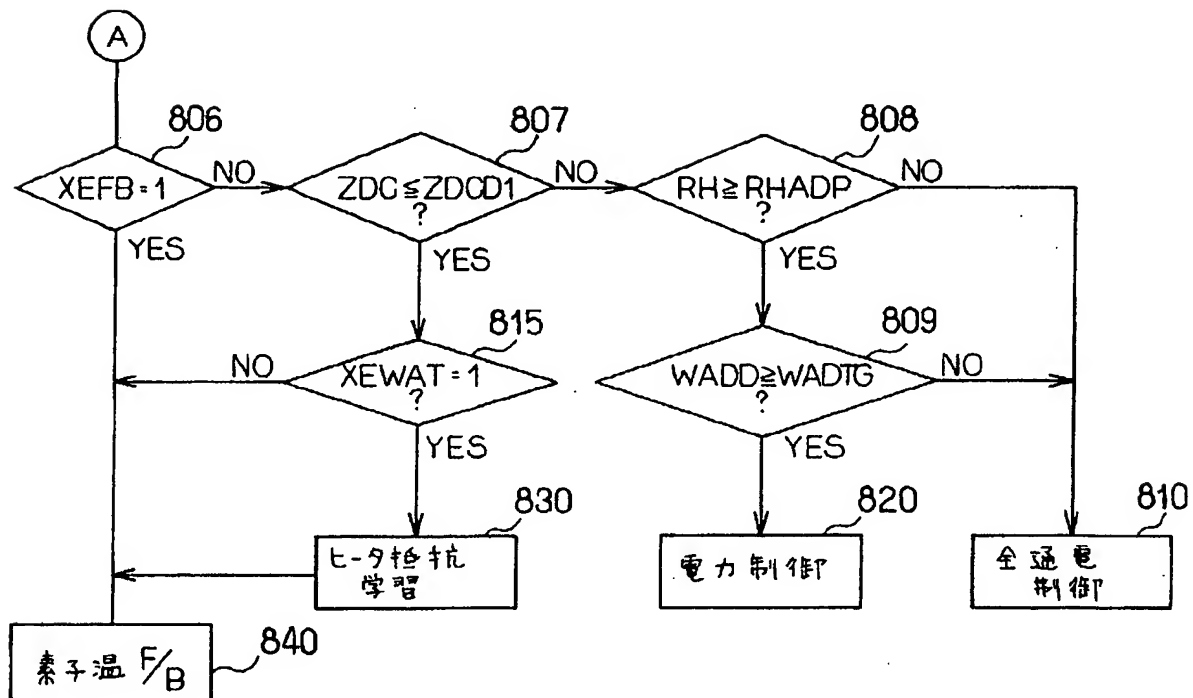 A
806
807
808
XEFB=1
NO
ZDC≦ZDCD1
?
NO
RH≧RHADP
?
NO
YES
YES
YES
815
809
NO
XEWAT=1
?
WADD≧WADTG
?
NO
YES
YES
830
820
810
ヒータ抵抗
学習
電力制御
全通電
制御
840
素子温 F/B